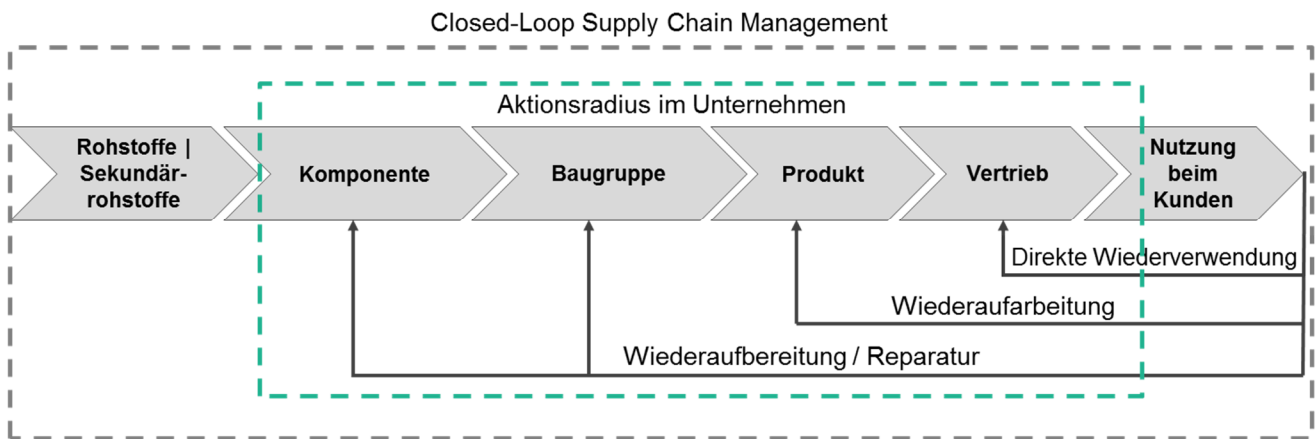 Closed-Loop Supply Chain Management
Aktionsradius im Unternehmen
Rohstoffe |
Sekundär-
rohstoffe
Komponente
Baugruppe
Produkt
Vertrieb
Nutzung
beim
Kunden
Direkte Wiederverwendung
Wiederaufarbeitung
Wiederaufbereitung / Reparatur